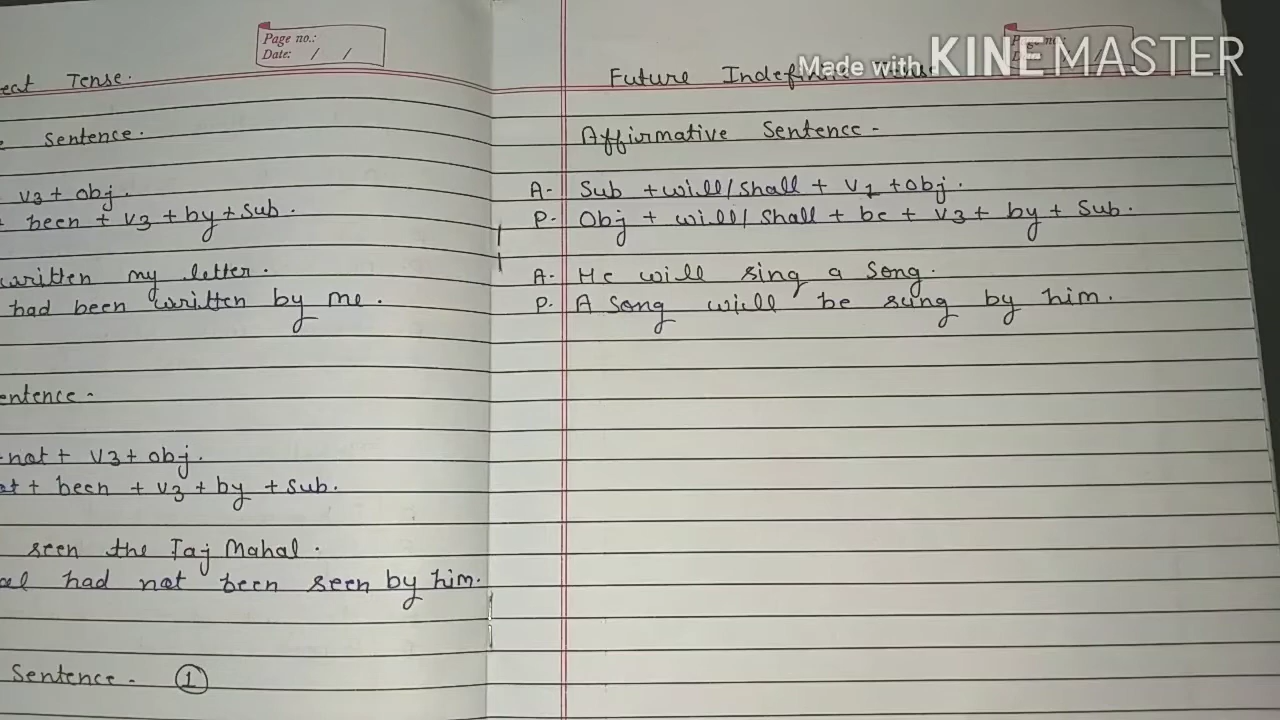 Page no.:
Date: / /
Tense.
Sentence.
V3 + obj.
+ been + V3 + by + sub.
written my letter.
had been written by me.
not + V3 + obj.
+ been + V3 + by + sub.
seen the Taj Mahal.
had not been seen by him.
Sentence - 1
Made with KINEMASTER
Future
Affirmative Sentence -
A- Sub + will/shall + V1 + obj.
P- Obj + will/shall + be + V3 + by + Sub.
A- He will sing a Song.
P. A Song will be sung by him.